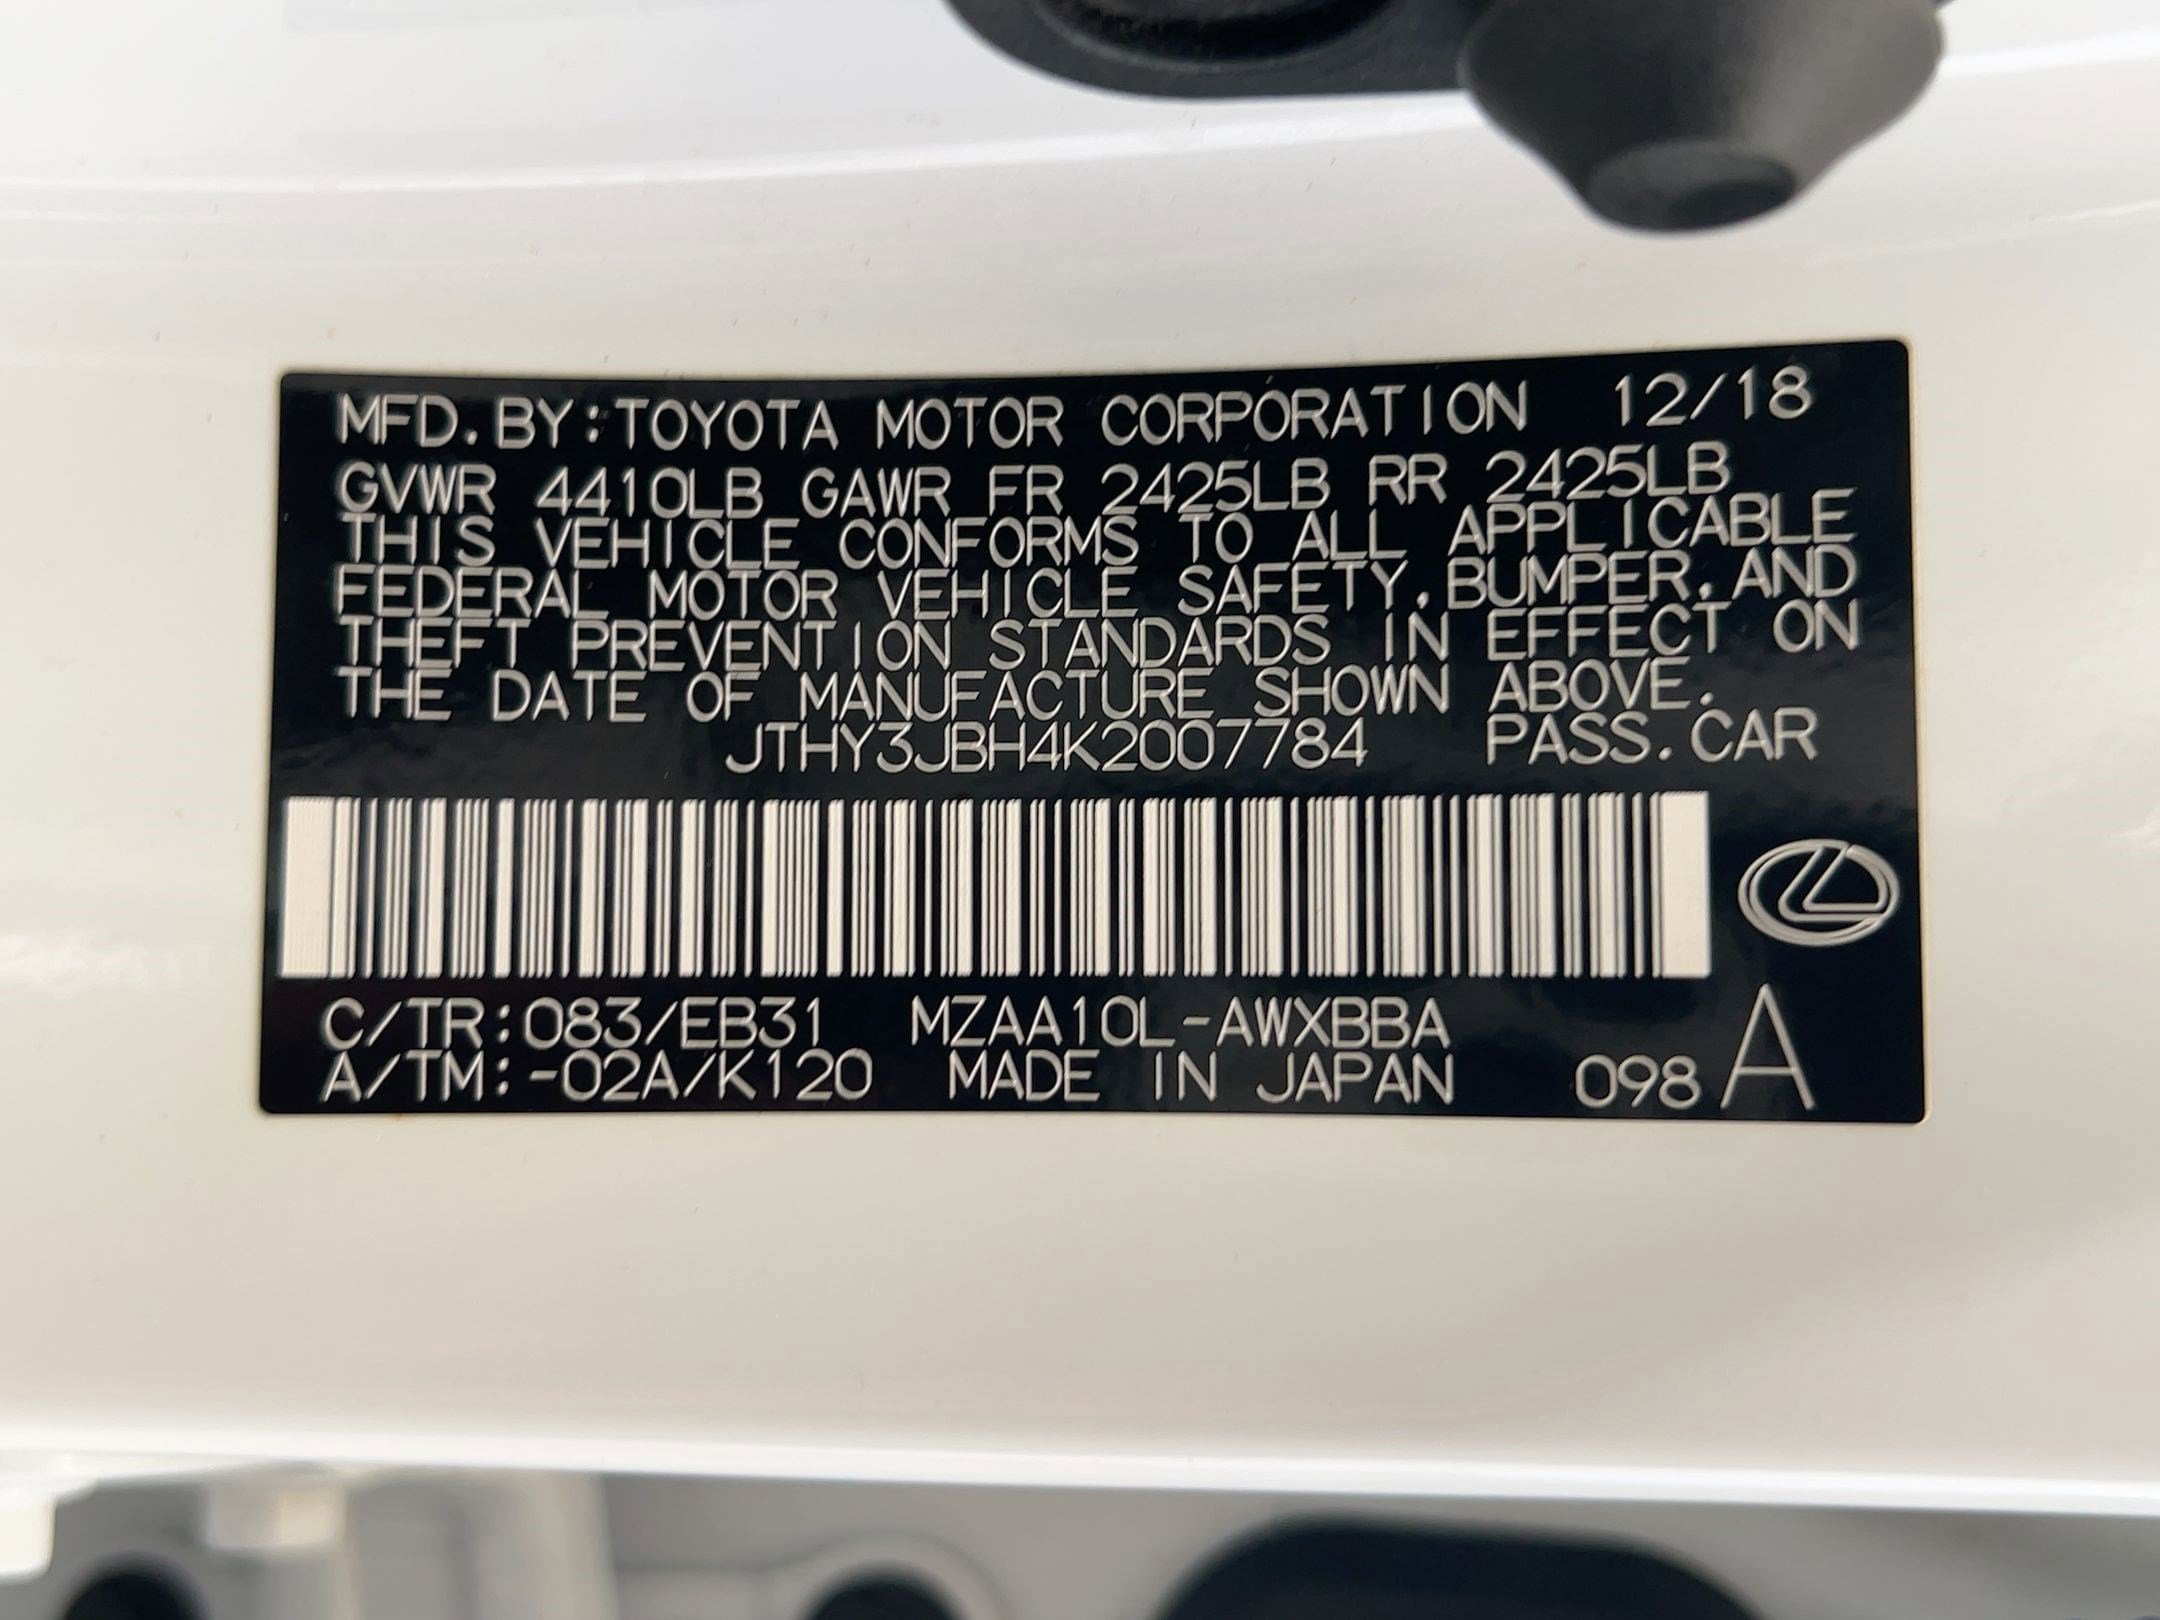 MFD.BY:TOYOTA MOTOR CORPORATION 12/18
GVWR 4410LB GAWR FR 2425LB RR 2425LB
THIS VEHICLE CONFORMS TO ALL APPLICABLE
FEDERAL MOTOR VEHICLE SAFETY,BUMPER,AND
THEFT PREVENTION STANDARDS IN EFFECT ON
THE DATE OF MANUFACTURE SHOWN ABOVE.
JTHY3JBH4K2007784 PASS.CAR
C/TR:083/EB31 MZAA10L-AWXBBA
A/TM:-02A/K120 MADE IN JAPAN 098 A